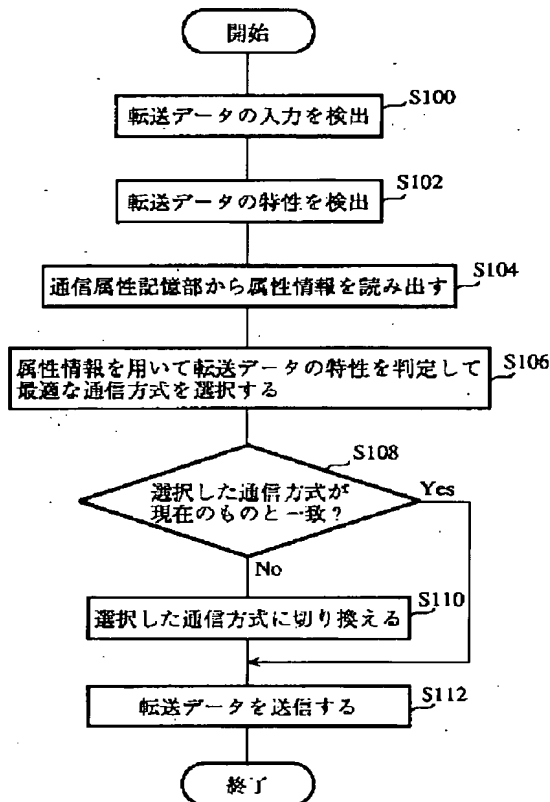 開始
S100
転送データの入力を検出
S102
転送データの特性を検出
S104
通信属性記憶部から属性情報を読み出す
S106
属性情報を用いて転送データの特性を判定して
最適な通信方式を選択する
S108
選択した通信方式が
現在のものと一致？
Yes
No
S110
選択した通信方式に切り換える
S112
転送データを送信する
終了